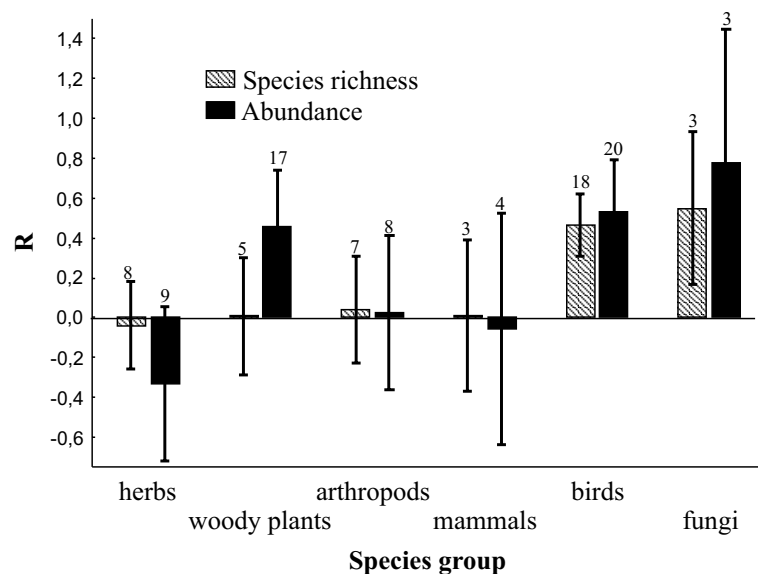 1,4
1,2
1,0
0,8
0,6
0,4
0,2
0,0
-0,2
-0,4
-0,6
R
Species richness
Abundance
8
9
5
17
7
8
3
4
18
20
3
3
herbs
woody plants
arthropods
mammals
birds
fungi
Species group